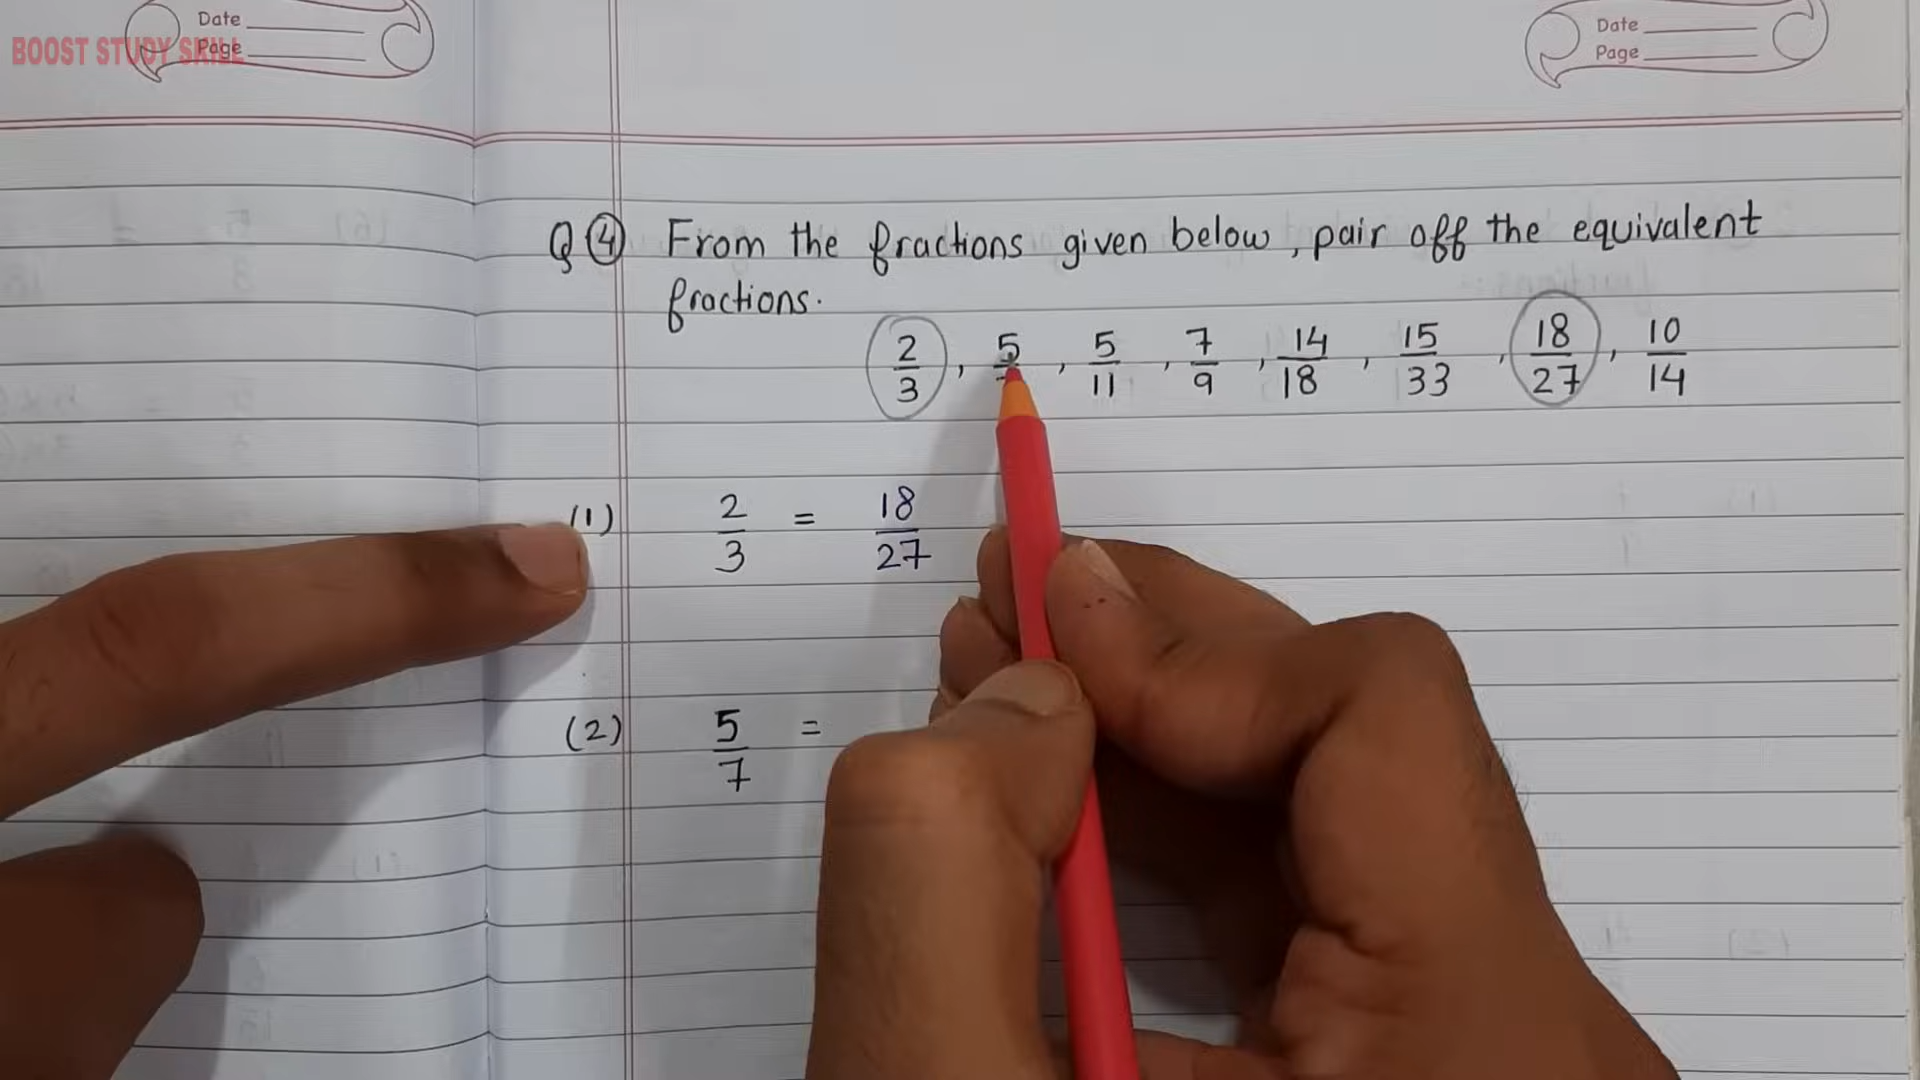 BOOST STUDY SKILL
Date
Page
Date
Page
Q ④ From the fractions given below, pair off the equivalent
fractions.
2/3, 5/, 5/11, 7/9, 14/18, 15/33, 18/27, 10/14
(1) 2/3 = 18/27
(2) 5/7 =